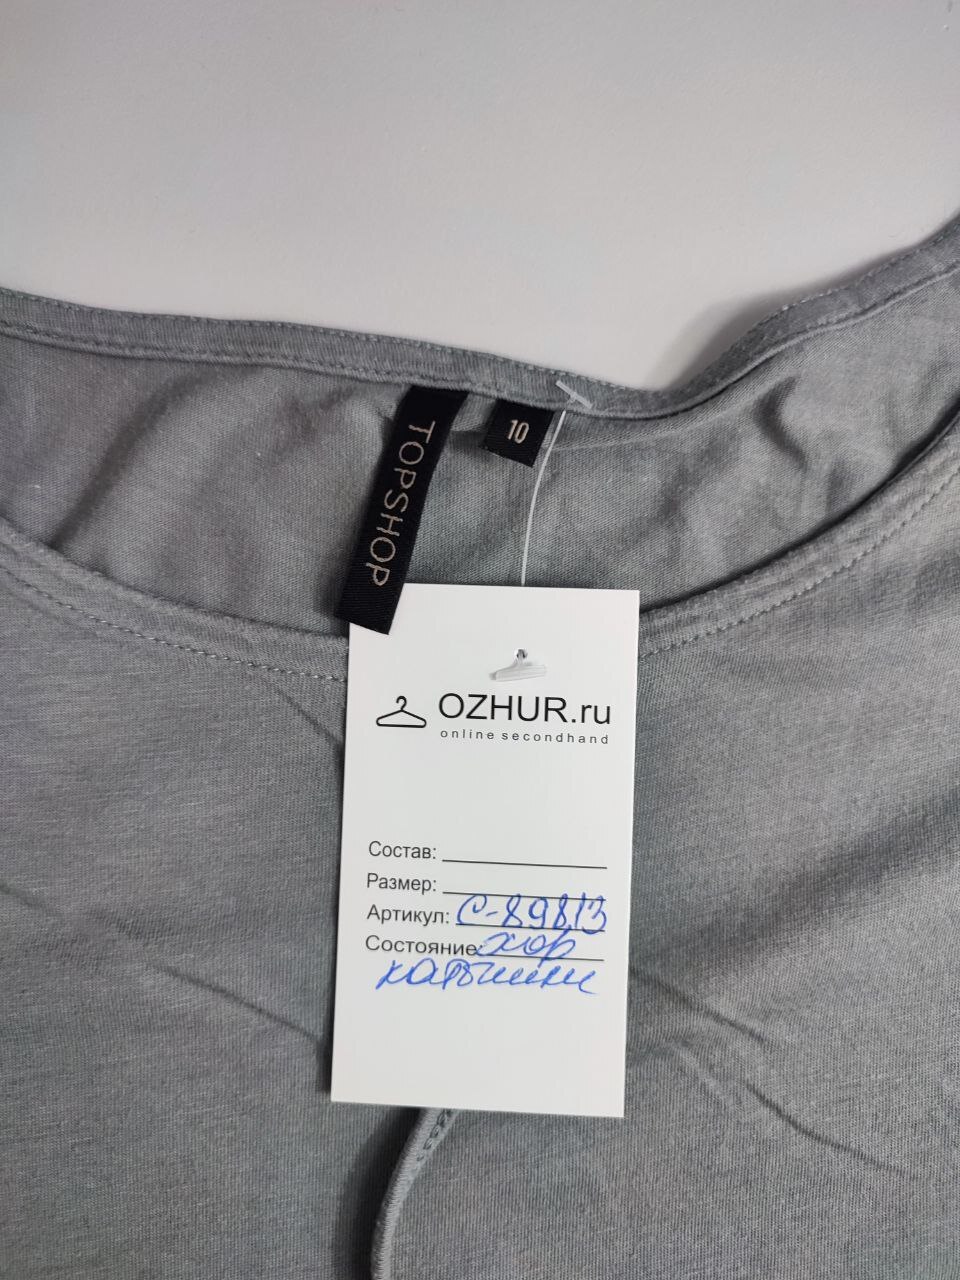 TOPSHOP
10
OZHUR.ru
online secondhand
Состав:
Размер:
Артикул: С-89813
Состояние: хор
катышки